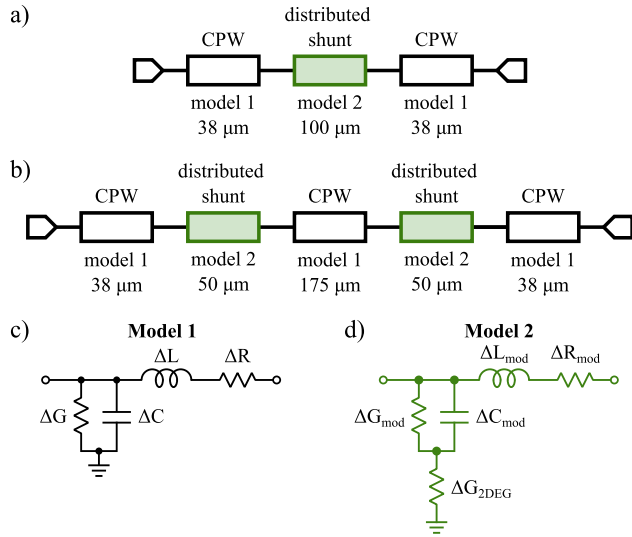 a)
distributed
CPW shunt CPW
model 1 model 2 model 1
38 μm 100 μm 38 μm
b)
distributed distributed
CPW shunt CPW shunt CPW
model 1 model 2 model 1 model 2 model 1
38 μm 50 μm 175 μm 50 μm 38 μm
c) Model 1
ΔL ΔR
ΔG ΔC
d) Model 2
ΔLmod ΔRmod
ΔGmod ΔCmod
ΔG2DEG